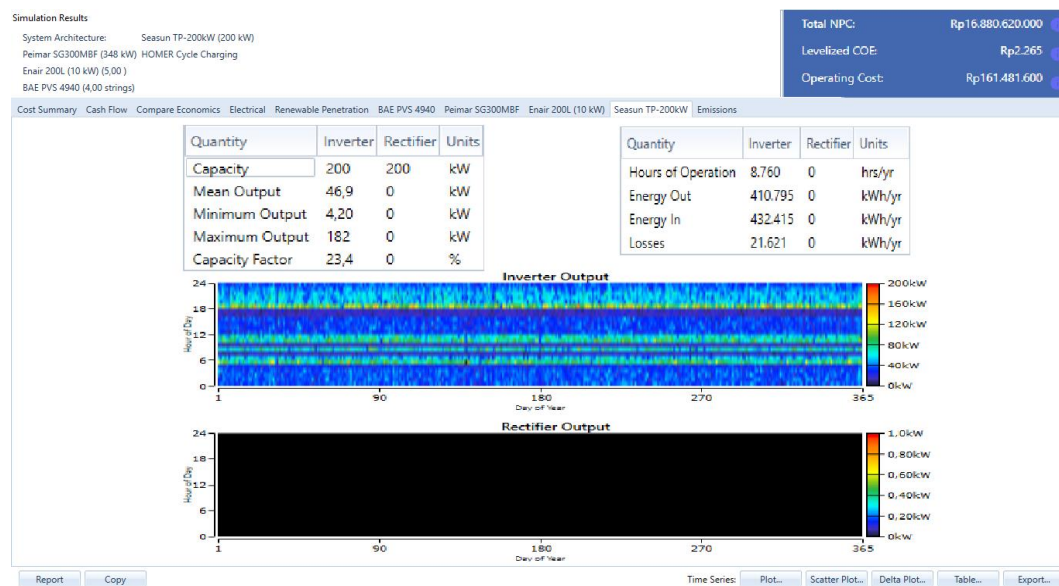 Simulation Results
System Architecture: Seasun TP-200kW (200 kW)
Peimar SG300MBF (348 kW) HOMER Cycle Charging
Enair 200L (10 kW) (5,00 )
BAE PVS 4940 (4,00 strings)
Total NPC: Rp16.880.620.000
Levelized COE: Rp2.265
Operating Cost: Rp161.481.600
Cost Summary Cash Flow Compare Economics Electrical Renewable Penetration BAE PVS 4940 Peimar SG300MBF Enair 200L (10 kW) Seasun TP-200kW Emissions
Quantity Inverter Rectifier Units
Capacity 200 200 kW
Mean Output 46,9 0 kW
Minimum Output 4,20 0 kW
Maximum Output 182 0 kW
Capacity Factor 23,4 0 %
Quantity Inverter Rectifier Units
Hours of Operation 8.760 0 hrs/yr
Energy Out 410.795 0 kWh/yr
Energy In 432.415 0 kWh/yr
Losses 21.621 0 kWh/yr
Inverter Output
24
18
12
6
0
Hour of Day
1 90 180 270 365
Day of Year
200kW
160kW
120kW
80kW
40kW
0kW
Rectifier Output
24
18
12
6
0
Hour of Day
1 90 180 270 365
Day of Year
1,0kW
0,80kW
0,60kW
0,40kW
0,20kW
0kW
Report Copy Time Series: Plot... Scatter Plot... Delta Plot... Table... Export...